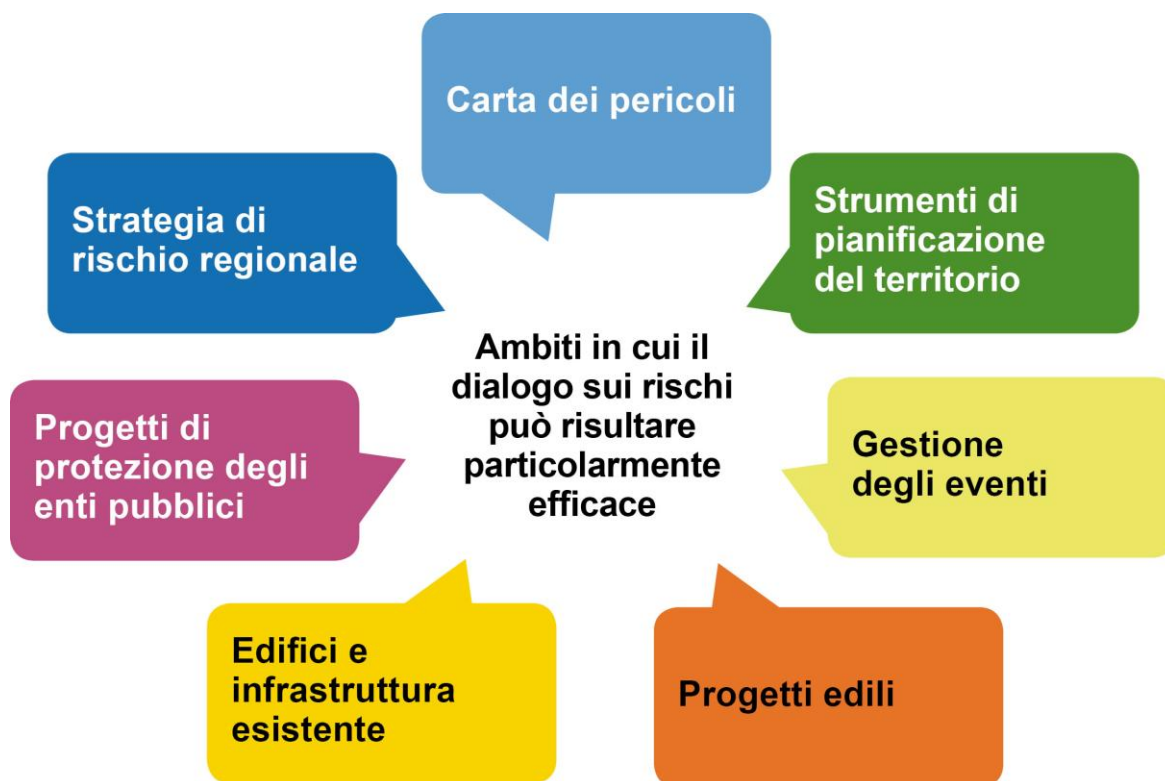 Carta dei pericoli
Strategia di
rischio regionale
Strumenti di
pianificazione
del territorio
Ambiti in cui il
dialogo sui rischi
può risultare
particolarmente
efficace
Progetti di
protezione degli
enti pubblici
Gestione
degli eventi
Edifici e
infrastruttura
esistente
Progetti edili